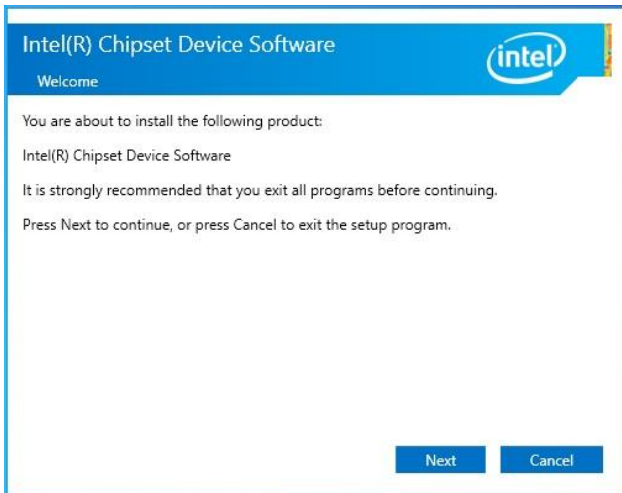 Intel(R) Chipset Device Software
intel
Welcome
You are about to install the following product:
Intel(R) Chipset Device Software
It is strongly recommended that you exit all programs before continuing.
Press Next to continue, or press Cancel to exit the setup program.
Next
Cancel